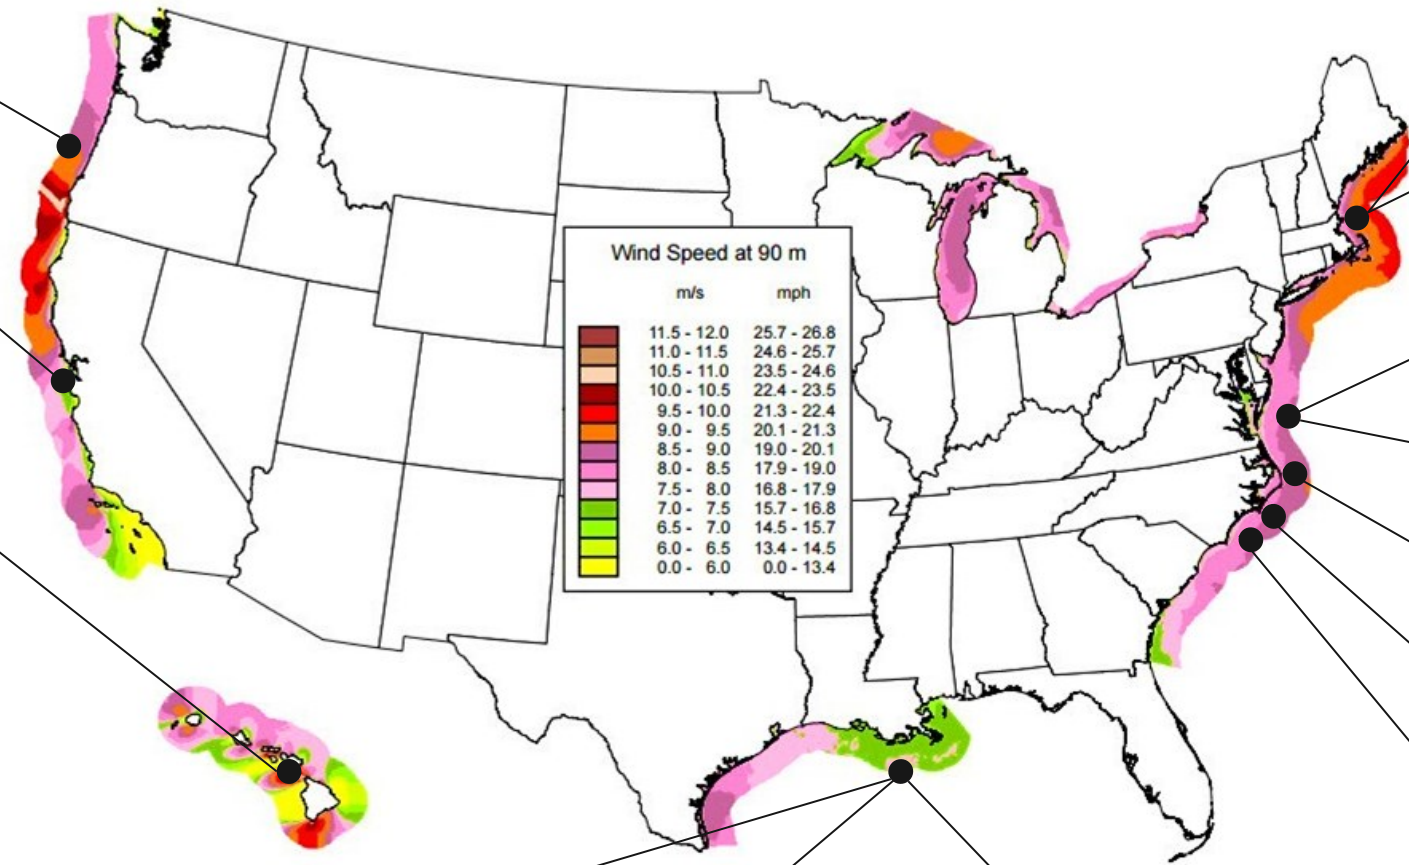 Wind Speed at 90 m
m/s mph
11.5 - 12.0 25.7 - 26.8
11.0 - 11.5 24.6 - 25.7
10.5 - 11.0 23.5 - 24.6
10.0 - 10.5 22.4 - 23.5
9.5 - 10.0 21.3 - 22.4
9.0 - 9.5 20.1 - 21.3
8.5 - 9.0 19.0 - 20.1
8.0 - 8.5 17.9 - 19.0
7.5 - 8.0 16.8 - 17.9
7.0 - 7.5 15.7 - 16.8
6.5 - 7.0 14.5 - 15.7
6.0 - 6.5 13.4 - 14.5
0.0 - 6.0 0.0 - 13.4